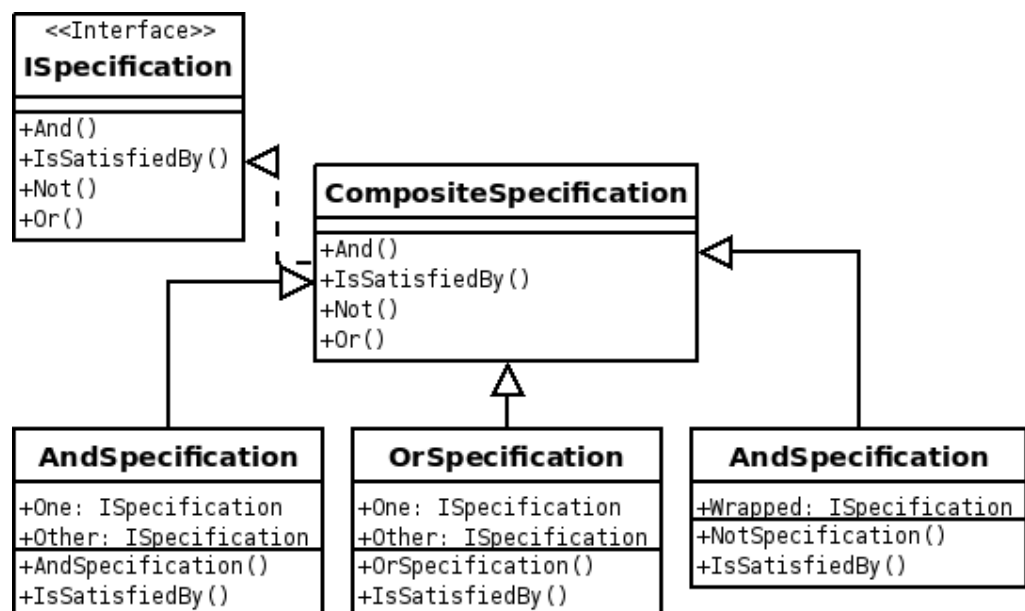 <<Interface>>
ISpecification
+And()
+IsSatisfiedBy()
+Not()
+Or()
CompositeSpecification
+And()
+IsSatisfiedBy()
+Not()
+Or()
AndSpecification
+One: ISpecification
+Other: ISpecification
+AndSpecification()
+IsSatisfiedBy()
OrSpecification
+One: ISpecification
+Other: ISpecification
+OrSpecification()
+IsSatisfiedBy()
AndSpecification
+Wrapped: ISpecification
+NotSpecification()
+IsSatisfiedBy()